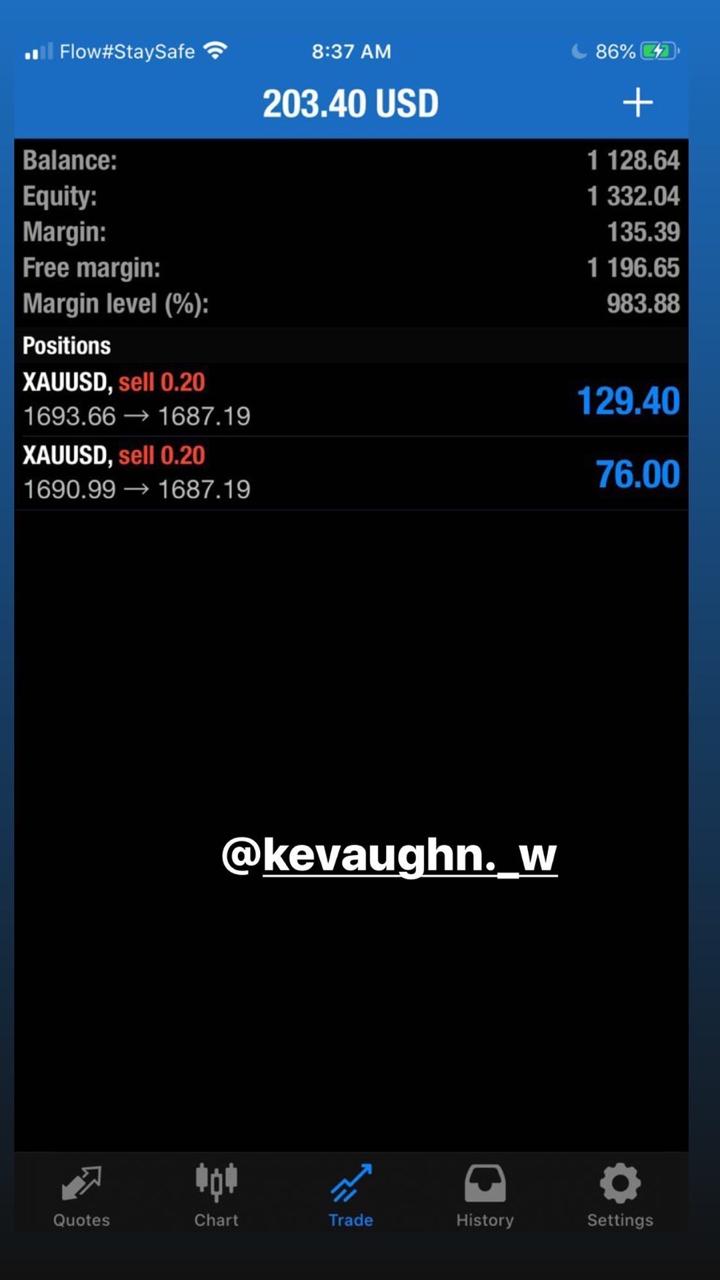 Flow#StaySafe 8:37 AM 86%
203.40 USD +
Balance: 1 128.64
Equity: 1 332.04
Margin: 135.39
Free margin: 1 196.65
Margin level (%): 983.88
Positions
XAUUSD, sell 0.20
1693.66 → 1687.19 129.40
XAUUSD, sell 0.20
1690.99 → 1687.19 76.00
@kevaughn._w
Quotes Chart Trade History Settings